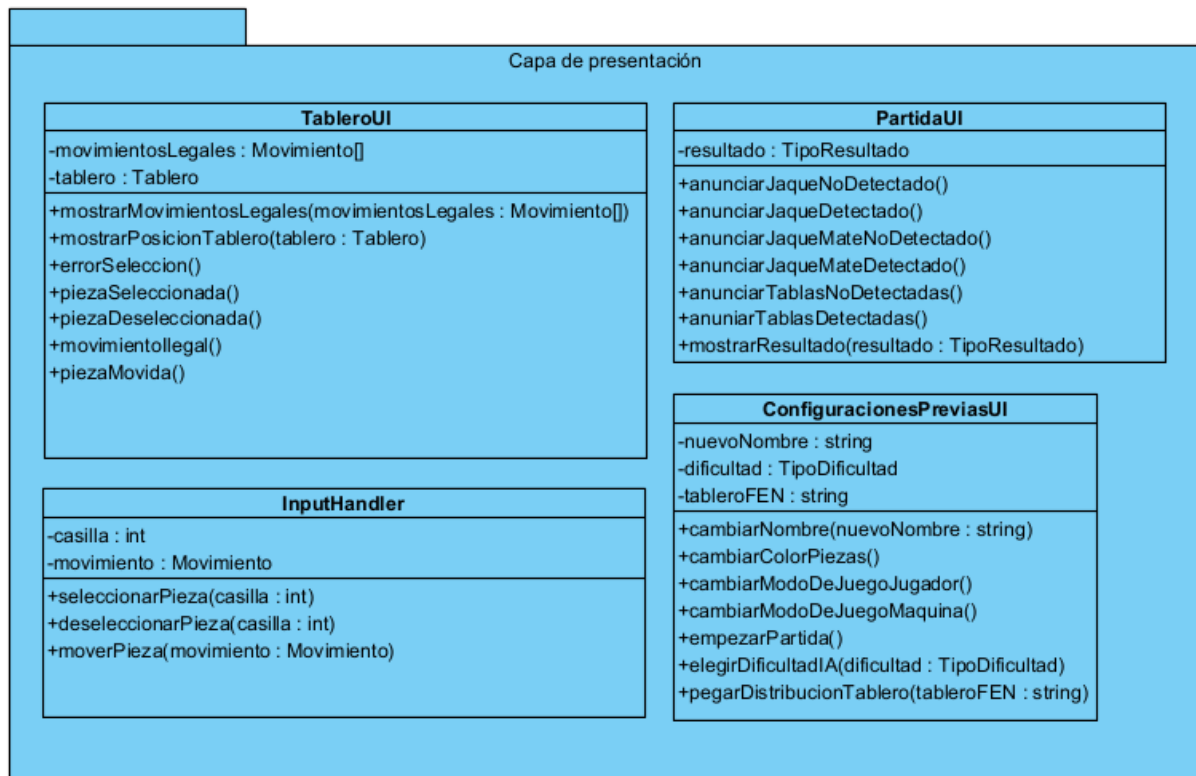 Capa de presentación
TableroUI
-movimientosLegales : Movimiento[]
-tablero : Tablero
+mostrarMovimientosLegales(movimientosLegales : Movimiento[])
+mostrarPosicionTablero(tablero : Tablero)
+errorSeleccion()
+piezaSeleccionada()
+piezaDeseleccionada()
+movimientoIlegal()
+piezaMovida()
PartidaUI
-resultado : TipoResultado
+anunciarJaqueNoDetectado()
+anunciarJaqueDetectado()
+anunciarJaqueMateNoDetectado()
+anunciarJaqueMateDetectado()
+anunciarTablasNoDetectadas()
+anuniarTablasDetectadas()
+mostrarResultado(resultado : TipoResultado)
InputHandler
-casilla : int
-movimiento : Movimiento
+seleccionarPieza(casilla : int)
+deseleccionarPieza(casilla : int)
+moverPieza(movimiento : Movimiento)
ConfiguracionesPreviasUI
-nuevoNombre : string
-dificultad : TipoDificultad
-tableroFEN : string
+cambiarNombre(nuevoNombre : string)
+cambiarColorPiezas()
+cambiarModoDeJuegoJugador()
+cambiarModoDeJuegoMaquina()
+empezarPartida()
+elegirDificultadIA(dificultad : TipoDificultad)
+pegarDistribucionTablero(tableroFEN : string)